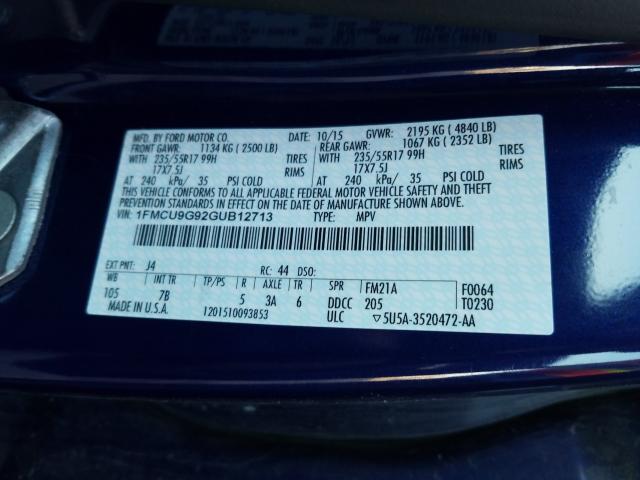 MFD. BY FORD MOTOR CO. DATE: 10/15 GVWR: 2195 KG ( 4840 LB)
FRONT GAWR: 1134 KG ( 2500 LB) REAR GAWR: 1067 KG ( 2352 LB)
WITH 235/55R17 99H TIRES WITH 235/55R17 99H TIRES
17X7.5J RIMS 17X7.5J RIMS
AT 240 kPa/ 35 PSI COLD AT 240 kPa/ 35 PSI COLD
THIS VEHICLE CONFORMS TO ALL APPLICABLE FEDERAL MOTOR VEHICLE SAFETY AND THEFT
PREVENTION STANDARDS IN EFFECT ON THE DATE OF MANUFACTURE SHOWN ABOVE.
VIN: 1FMCU9G92GUB12713 TYPE: MPV
EXT PNT: J4 RC: 44 DSO:
WB INT TR TP/PS R AXLE TR SPR FM21A F0064
105 7B 5 3A 6 DDCC 205 T0230
MADE IN U.S.A. 1201510093853 ULC ▽5U5A-3520472-AA